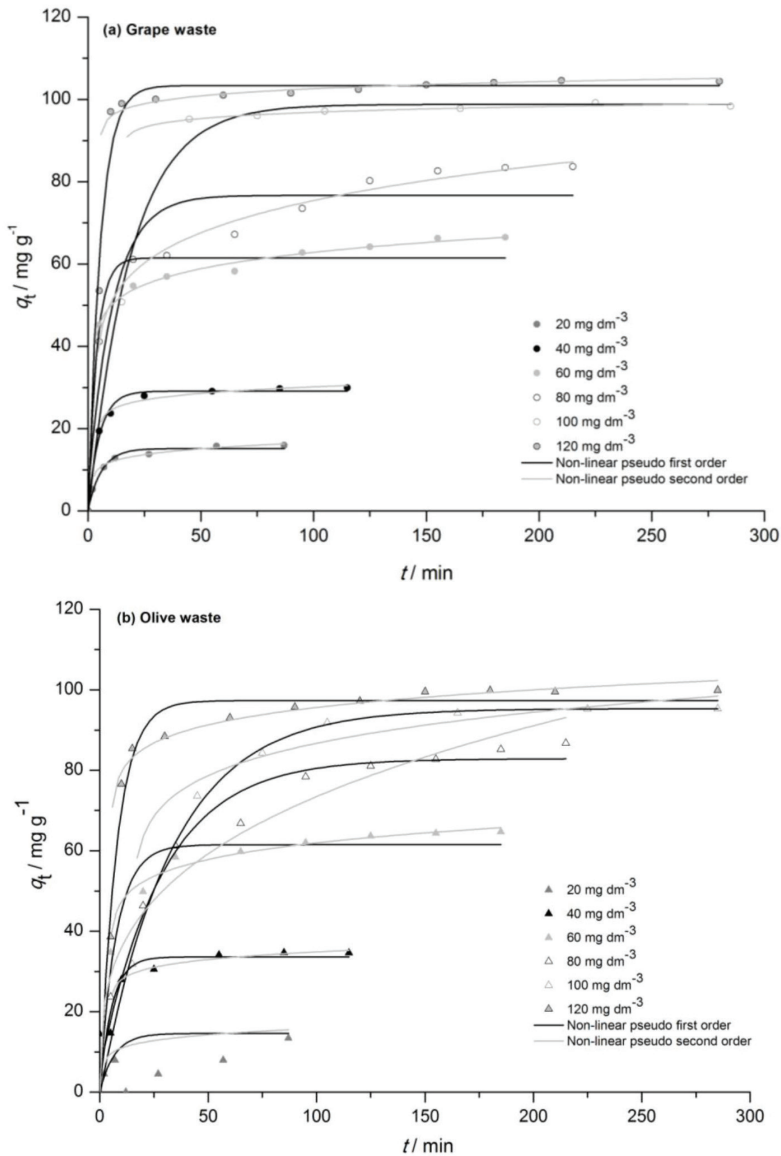 (a) Grape waste
120
100
80
60
40
20
0
qt / mg g-1
20 mg dm-3
40 mg dm-3
60 mg dm-3
80 mg dm-3
100 mg dm-3
120 mg dm-3
Non-linear pseudo first order
Non-linear pseudo second order
0 50 100 150 200 250 300
t / min
(b) Olive waste
120
100
80
60
40
20
0
qt / mg g-1
20 mg dm-3
40 mg dm-3
60 mg dm-3
80 mg dm-3
100 mg dm-3
120 mg dm-3
Non-linear pseudo first order
Non-linear pseudo second order
0 50 100 150 200 250 300
t / min